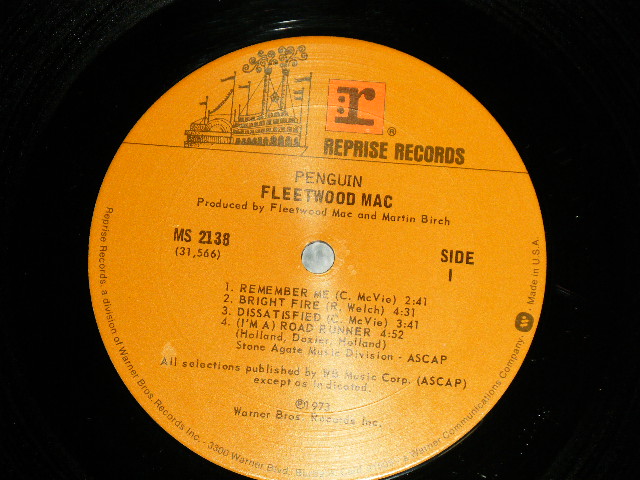 r
®
REPRISE RECORDS
PENGUIN
FLEETWOOD MAC
Produced by Fleetwood Mac and Martin Birch
MS 2138
(31,566)
SIDE
1
1. REMEMBER ME (C. McVie) 2:41
2. BRIGHT FIRE (R. Welch) 4:31
3. DISSATISFIED (C. McVie) 3:41
4. (I'M A) ROAD RUNNER 4:52
(Holland, Dozier, Holland)
Stone Agate Music Division - ASCAP
All selections published by WB Music Corp. (ASCAP)
except as indicated.
℗1973
Warner Bros. Records Inc.
Reprise Records, a division of Warner Bros. Records Inc. - 3300 Warner a Warner Communications Company. Made in U.S.A.